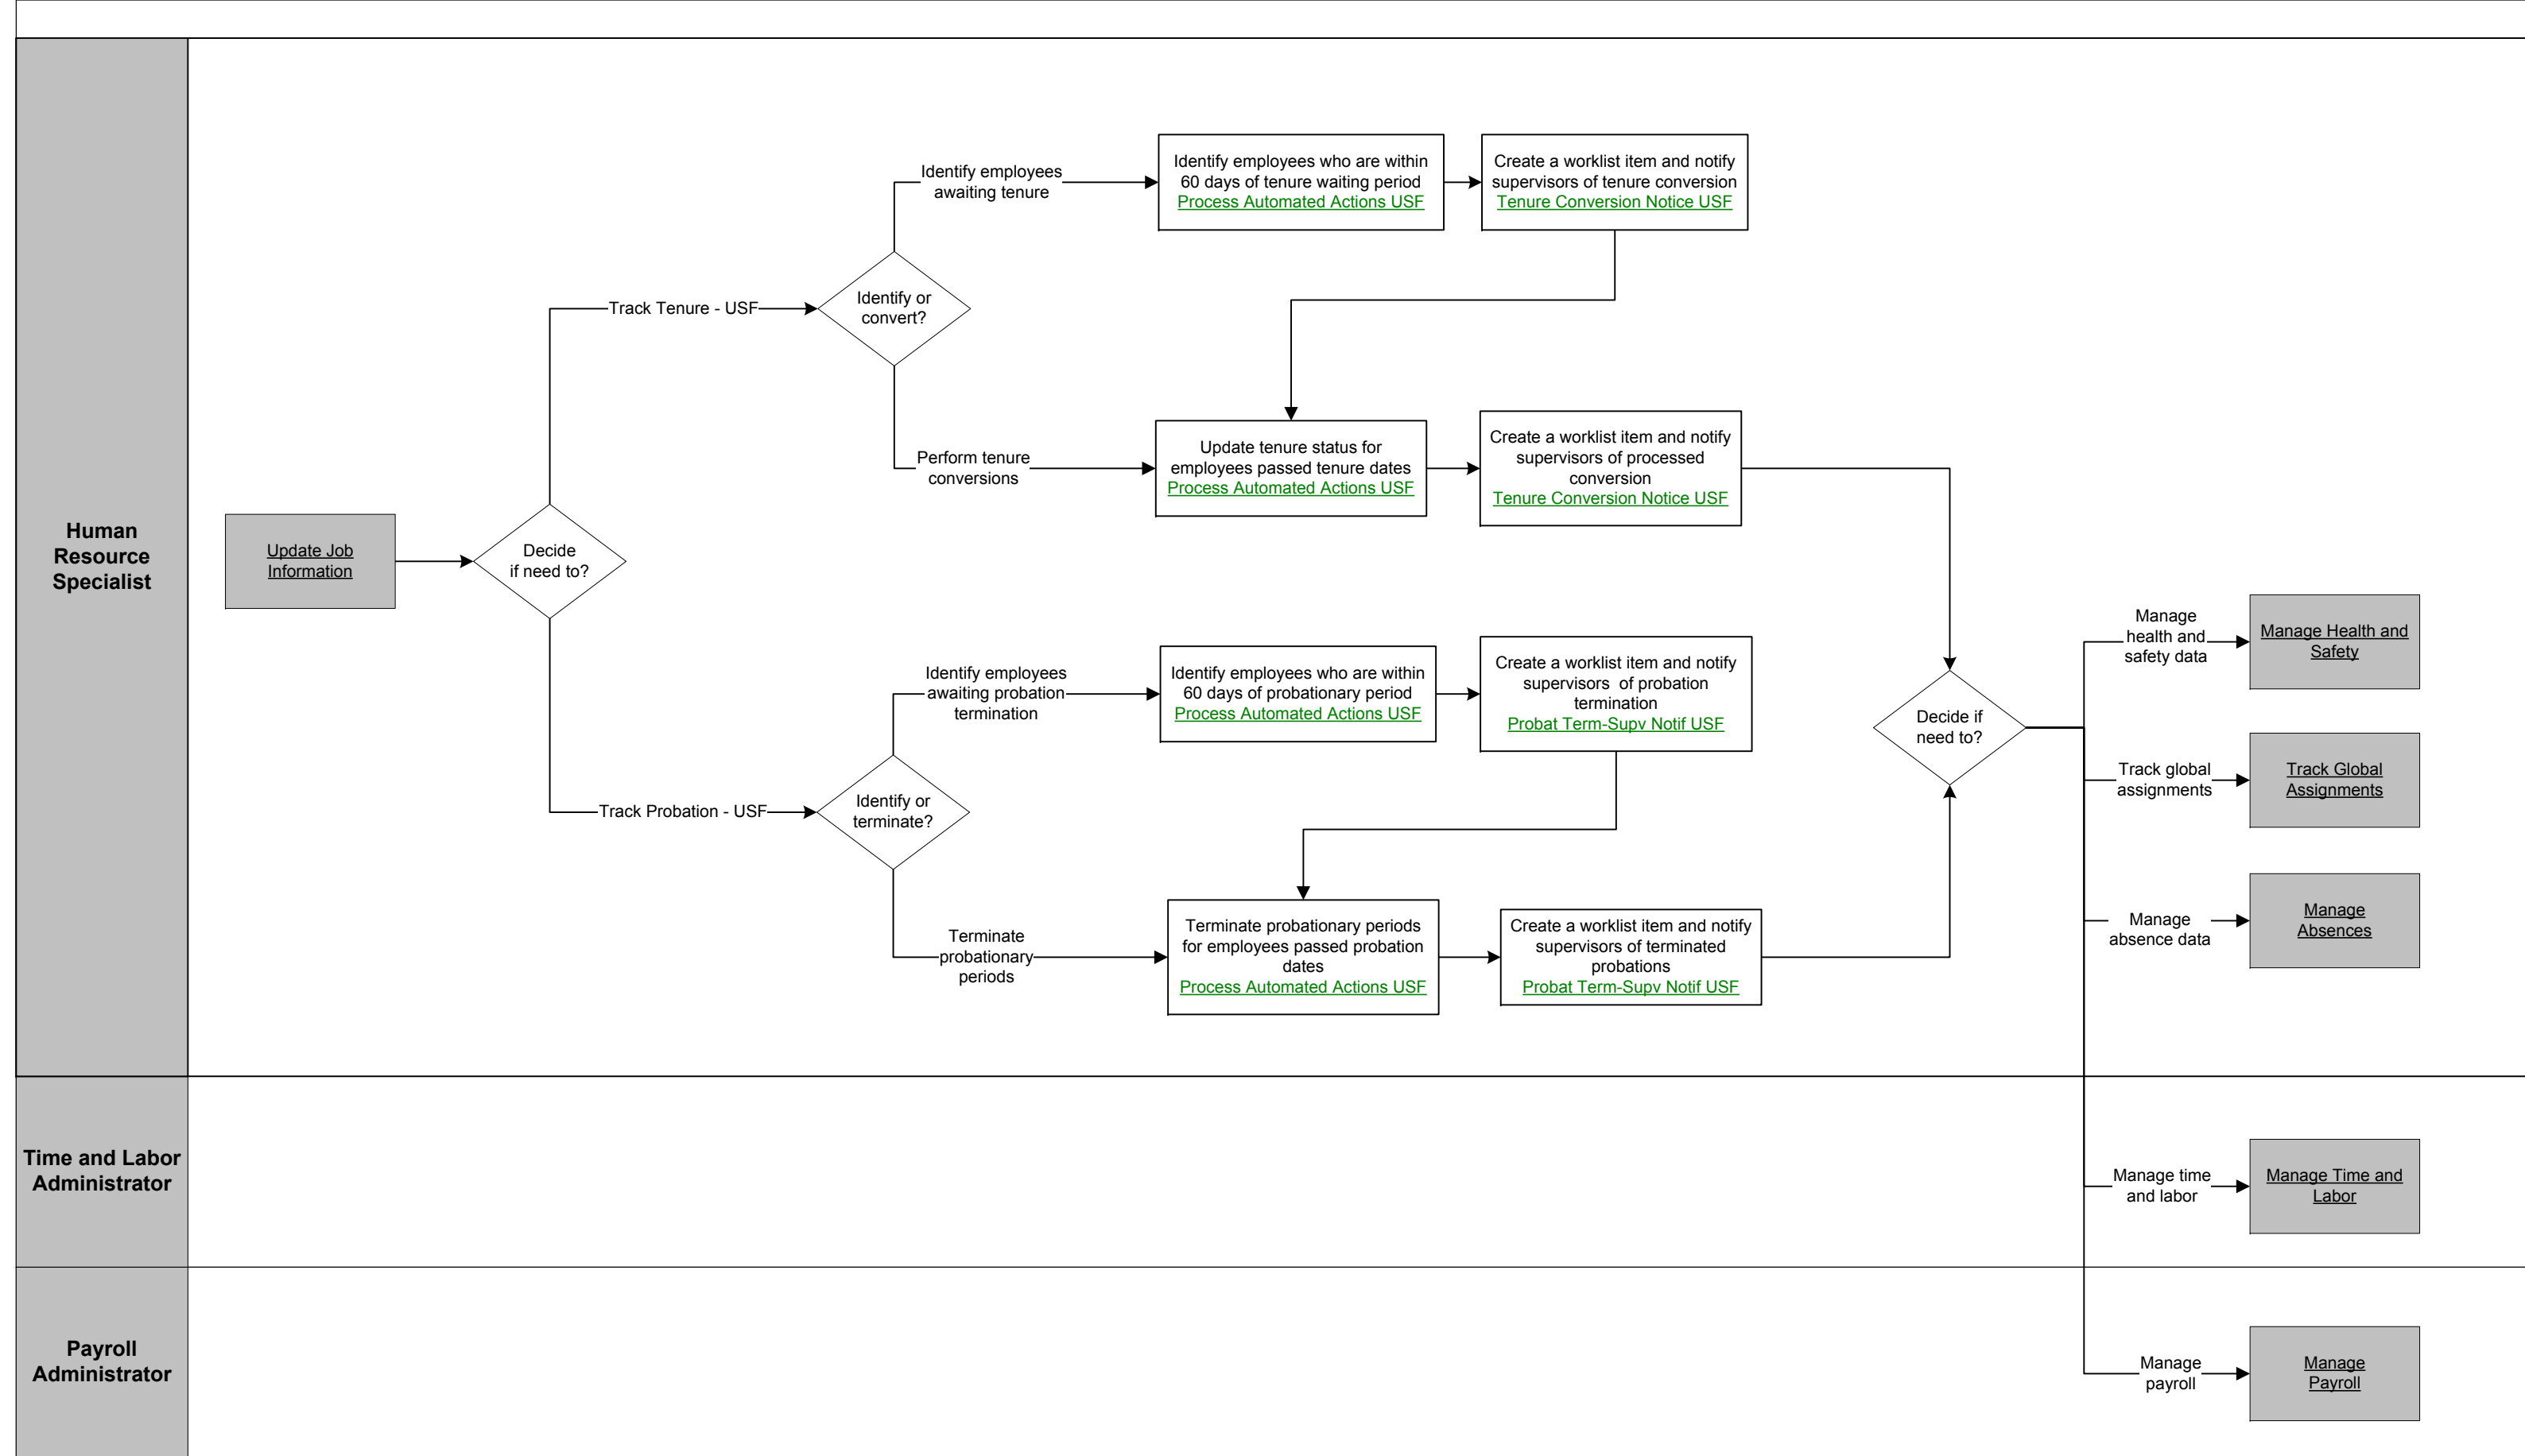 Human
Resource
Specialist
Update Job
Information
Decide
if need to?
Track Tenure - USF
Identify or
convert?
Identify employees
awaiting tenure
Identify employees who are within
60 days of tenure waiting period
Process Automated Actions USF
Create a worklist item and notify
supervisors of tenure conversion
Tenure Conversion Notice USF
Perform tenure
conversions
Update tenure status for
employees passed tenure dates
Process Automated Actions USF
Create a worklist item and notify
supervisors of processed
conversion
Tenure Conversion Notice USF
Track Probation - USF
Identify or
terminate?
Identify employees
awaiting probation
termination
Identify employees who are within
60 days of probationary period
Process Automated Actions USF
Create a worklist item and notify
supervisors  of probation
termination
Probat Term-Supv Notif USF
Terminate
probationary
periods
Terminate probationary periods
for employees passed probation
dates
Process Automated Actions USF
Create a worklist item and notify
supervisors of terminated
probations
Probat Term-Supv Notif USF
Decide if
need to?
Manage
health and
safety data
Manage Health and
Safety
Track global
assignments
Track Global
Assignments
Manage
absence data
Manage
Absences
Time and Labor
Administrator
Manage time
and labor
Manage Time and
Labor
Payroll
Administrator
Manage
payroll
Manage
Payroll